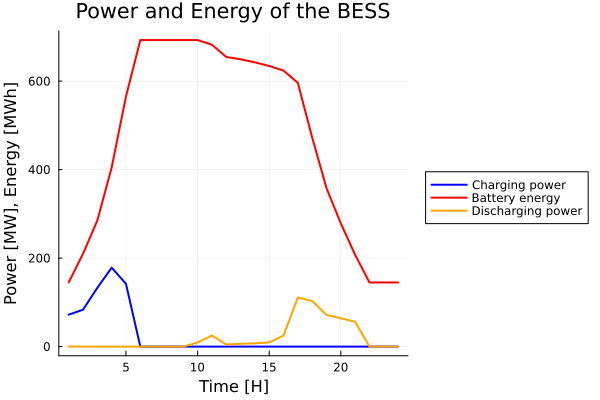 Power and Energy of the BESS
Power [MW], Energy [MWh]
600
400
200
0
5
10
15
20
Time [H]
Charging power
Battery energy
Discharging power